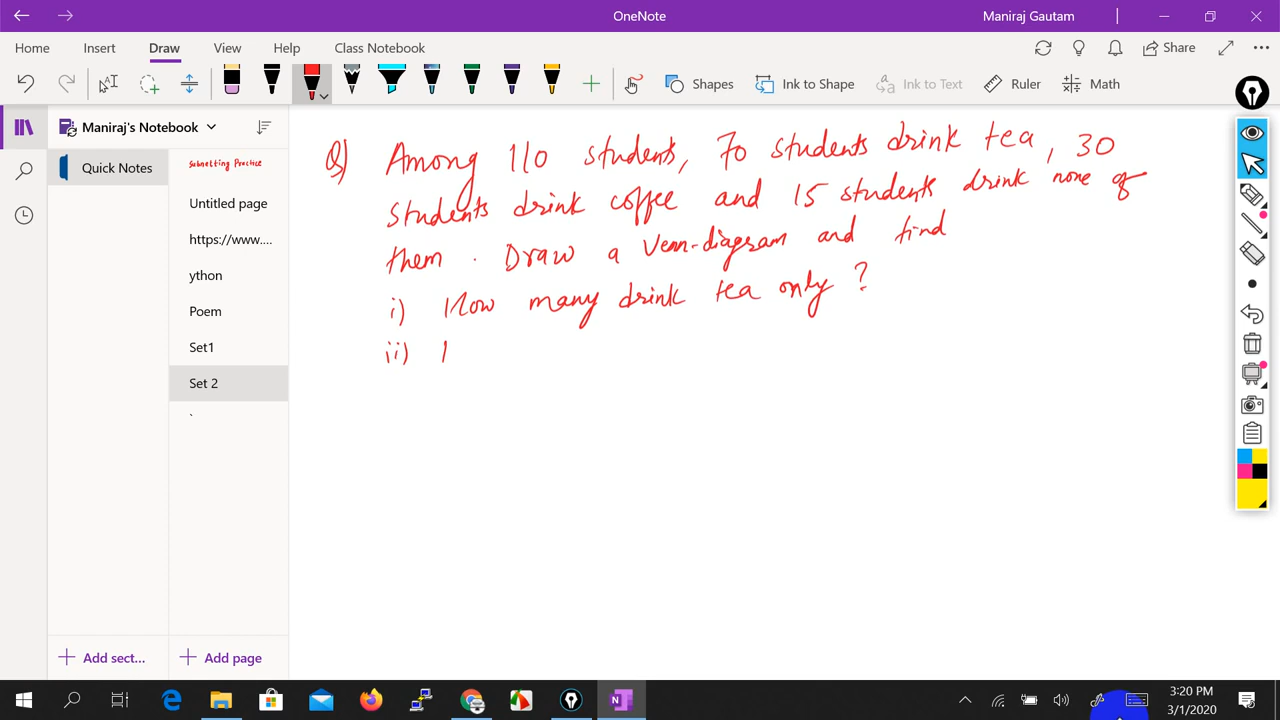 OneNote
Maniraj Gautam
Home Insert Draw View Help Class Notebook
Share
Shapes Ink to Shape Ink to Text Ruler Math
Maniraj's Notebook
Quick Notes
Subnetting Practice
Untitled page
https://www....
ython
Poem
Set1
Set 2
`
Add sect...
Add page
Q) Among 110 students, 70 students drink tea, 30
students drink coffee and 15 students drink none of
them. Draw a Venn-diagram and find
i) How many drink tea only ?
ii) I
3:20 PM
3/1/2020